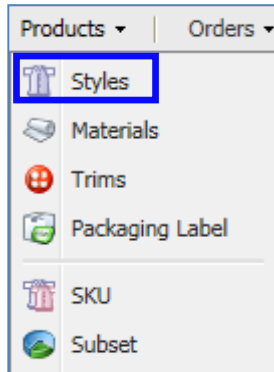 Products Orders
Styles
Materials
Trims
Packaging Label
SKU
Subset